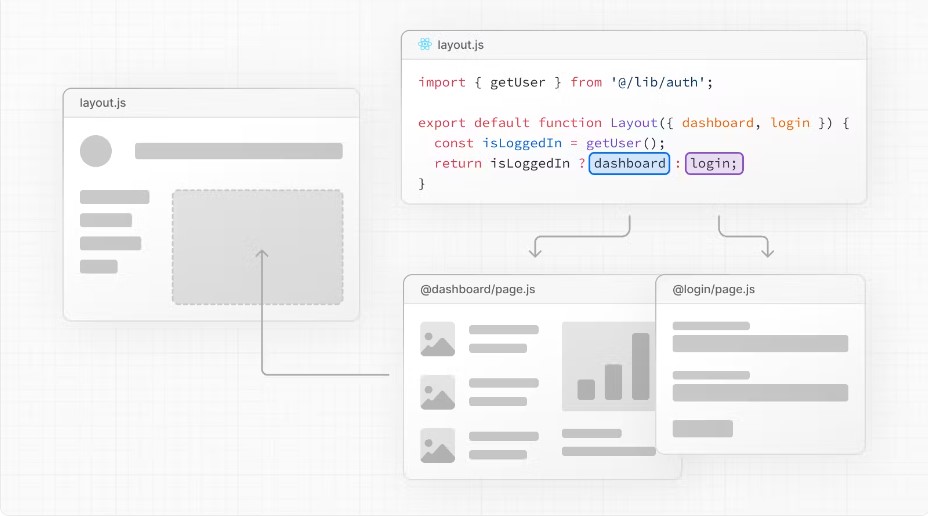 layout.js
layout.js
import { getUser } from '@/lib/auth';
export default function Layout({ dashboard, login }) {
const isLoggedIn = getUser();
return isLoggedIn ? dashboard : login;
}
@dashboard/page.js
@login/page.js